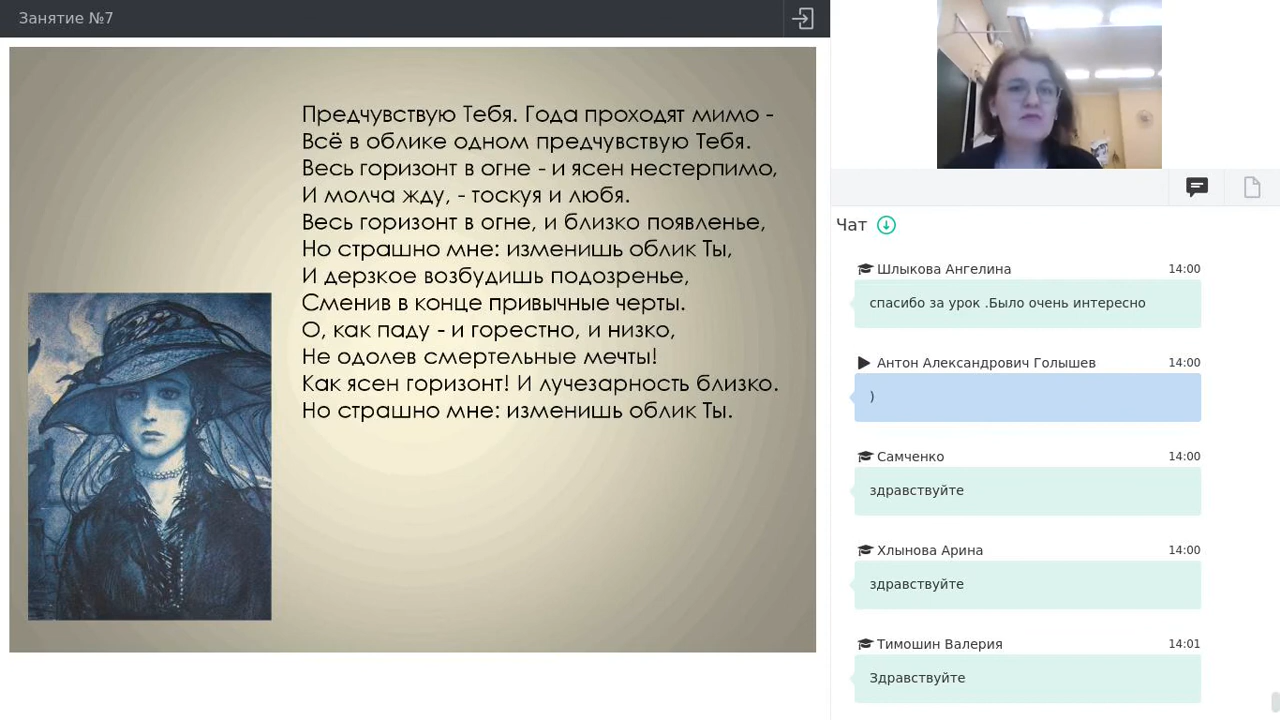 Занятие №7
Предчувствую Тебя. Года проходят мимо -
Всё в облике одном предчувствую Тебя.
Весь горизонт в огне - и ясен нестерпимо,
И молча жду, - тоскуя и любя.
Весь горизонт в огне, и близко появленье,
Но страшно мне: изменишь облик Ты,
И дерзкое возбудишь подозренье,
Сменив в конце привычные черты.
О, как паду - и горестно, и низко,
Не одолев смертельные мечты!
Как ясен горизонт! И лучезарность близко.
Но страшно мне: изменишь облик Ты.
Чат
Шлыкова Ангелина 14:00
спасибо за урок .Было очень интересно
Антон Александрович Голышев 14:00
)
Самченко 14:00
здравствуйте
Хлынова Арина 14:00
здравствуйте
Тимошин Валерия 14:01
Здравствуйте